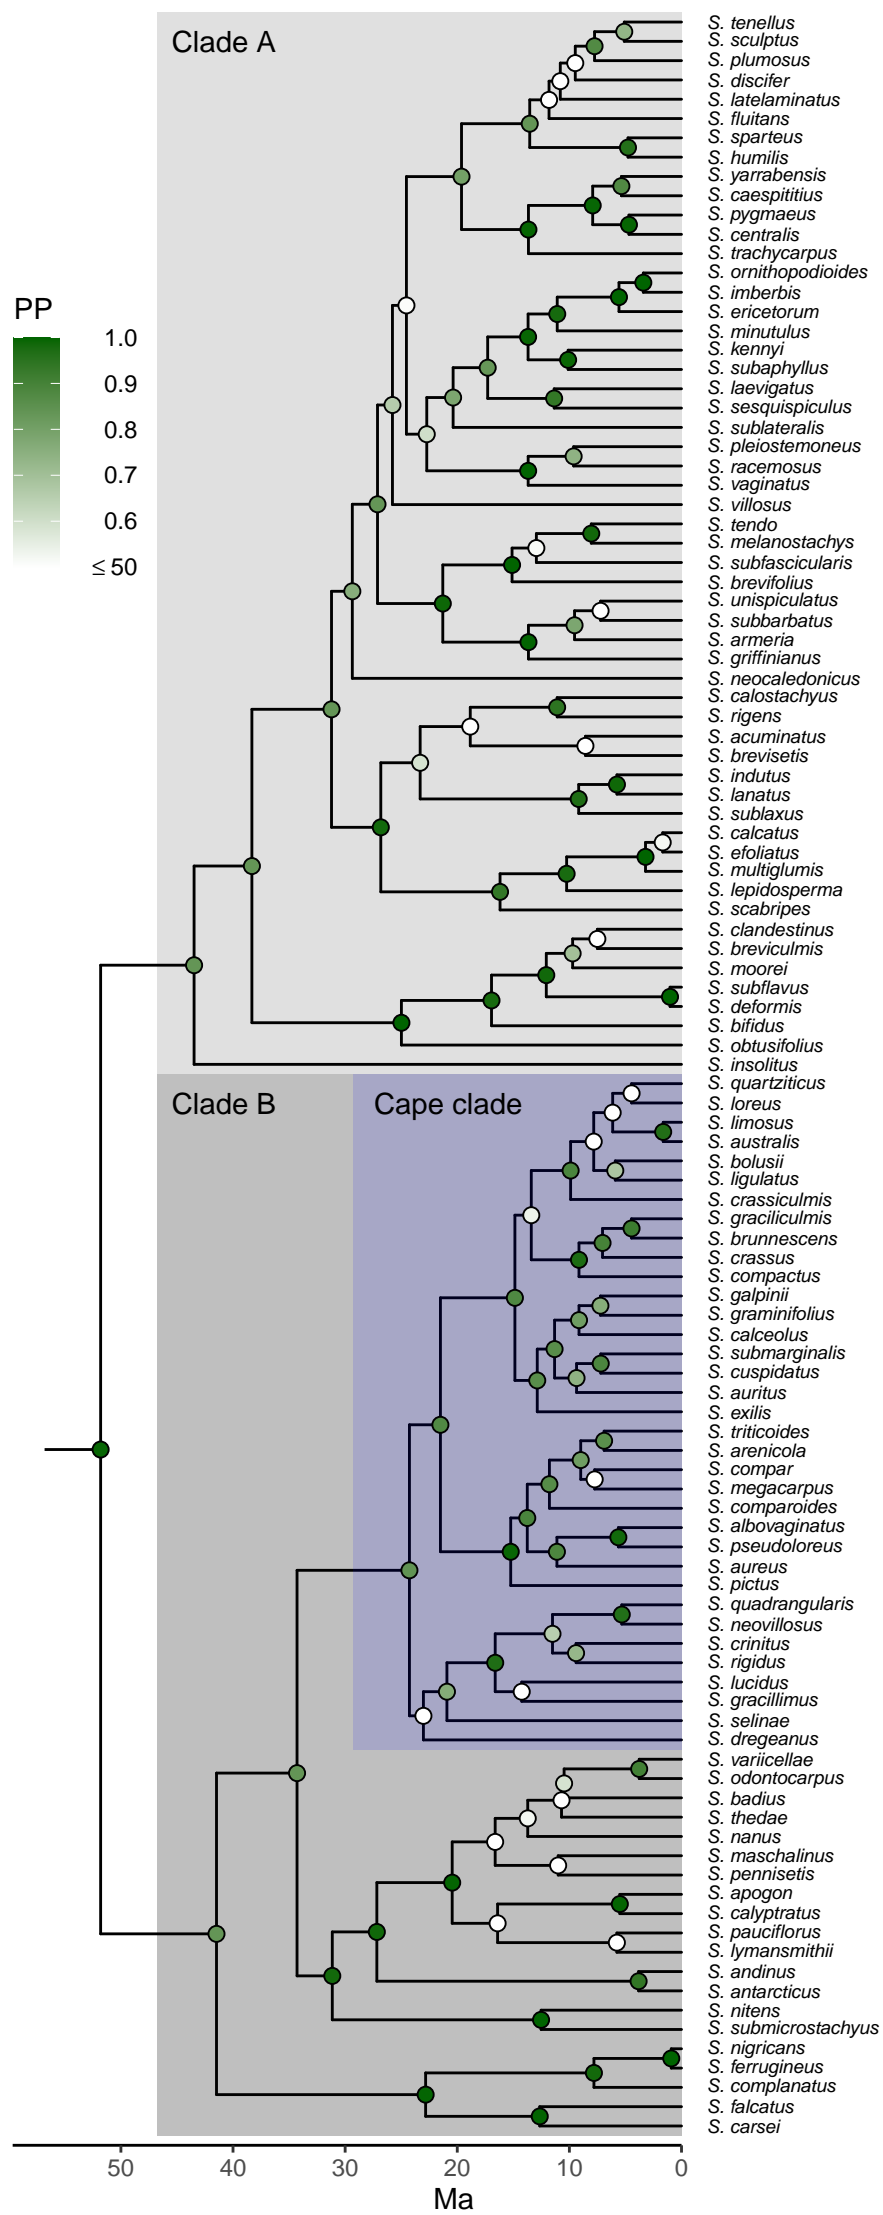 Clade A
S. tenellus
S. sculptus
S. plumosus
S. discifer
S. latelaminatus
S. fluitans
S. sparteus
S. humilis
S. yarrabensis
S. caespititius
S. pygmaeus
S. centralis
S. trachycarpus
S. ornithopodioides
S. imberbis
S. ericetorum
S. minutulus
S. kennyi
S. subaphyllus
S. laevigatus
S. sesquispiculus
S. sublateralis
S. pleiostemoneus
S. racemosus
S. vaginatus
S. villosus
S. tendo
S. melanostachys
S. subfascicularis
S. brevifolius
S. unispiculatus
S. subbarbatus
S. armeria
S. griffinianus
S. neocaledonicus
S. calostachyus
S. rigens
S. acuminatus
S. brevisetis
S. indutus
S. lanatus
S. sublaxus
S. calcatus
S. efoliatus
S. multiglumis
S. lepidosperma
S. scabripes
S. clandestinus
S. breviculmis
S. moorei
S. subflavus
S. deformis
S. bifidus
S. obtusifolius
S. insolitus
PP
1.0
0.9
0.8
0.7
0.6
≤ 50
Clade B
Cape clade
S. quartziticus
S. loreus
S. limosus
S. australis
S. bolusii
S. ligulatus
S. crassiculmis
S. graciliculmis
S. brunnescens
S. crassus
S. compactus
S. galpinii
S. graminifolius
S. calceolus
S. submarginalis
S. cuspidatus
S. auritus
S. exilis
S. triticoides
S. arenicola
S. compar
S. megacarpus
S. comparoides
S. albovaginatus
S. pseudoloreus
S. aureus
S. pictus
S. quadrangularis
S. neovillosus
S. crinitus
S. rigidus
S. lucidus
S. gracillimus
S. selinae
S. dregeanus
S. variicellae
S. odontocarpus
S. badius
S. thedae
S. nanus
S. maschalinus
S. pennisetis
S. apogon
S. calyptratus
S. pauciflorus
S. lymansmithii
S. andinus
S. antarcticus
S. nitens
S. submicrostachyus
S. nigricans
S. ferrugineus
S. complanatus
S. falcatus
S. carsei
50 40 30 20 10 0
Ma